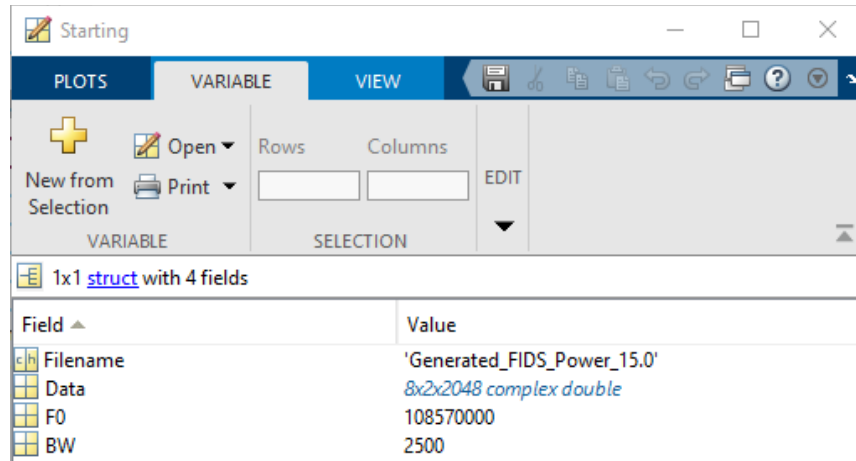 Starting
PLOTS VARIABLE VIEW
New from Selection
Open
Print
Rows Columns
EDIT
VARIABLE SELECTION
1x1 struct with 4 fields
Field Value
ch Filename 'Generated_FIDS_Power_15.0'
Data 8x2x2048 complex double
F0 108570000
BW 2500